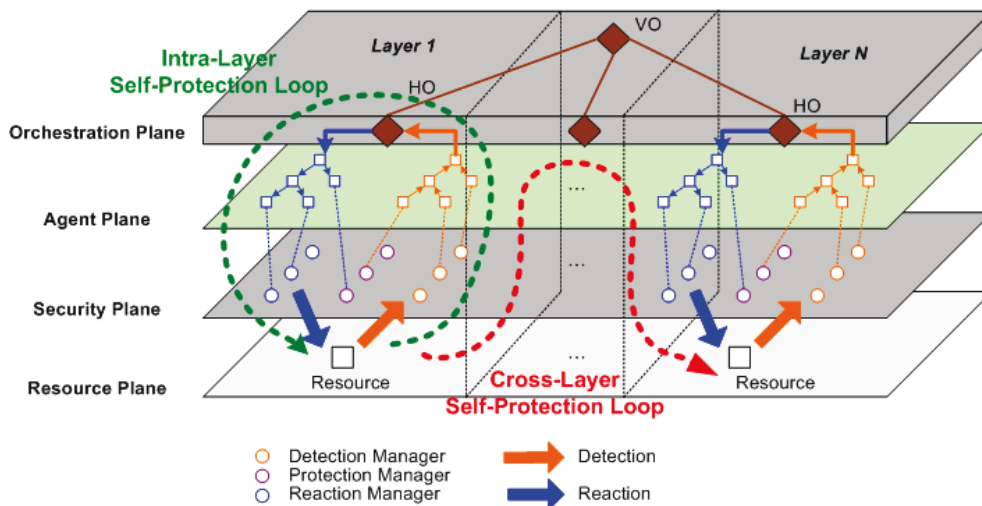 VO
Layer 1
Layer N
Intra-Layer
Self-Protection Loop
HO
HO
Orchestration Plane
...
Agent Plane
...
Security Plane
...
Resource Plane
Resource
Resource
Cross-Layer
Self-Protection Loop
Detection Manager
Detection
Protection Manager
Reaction Manager
Reaction